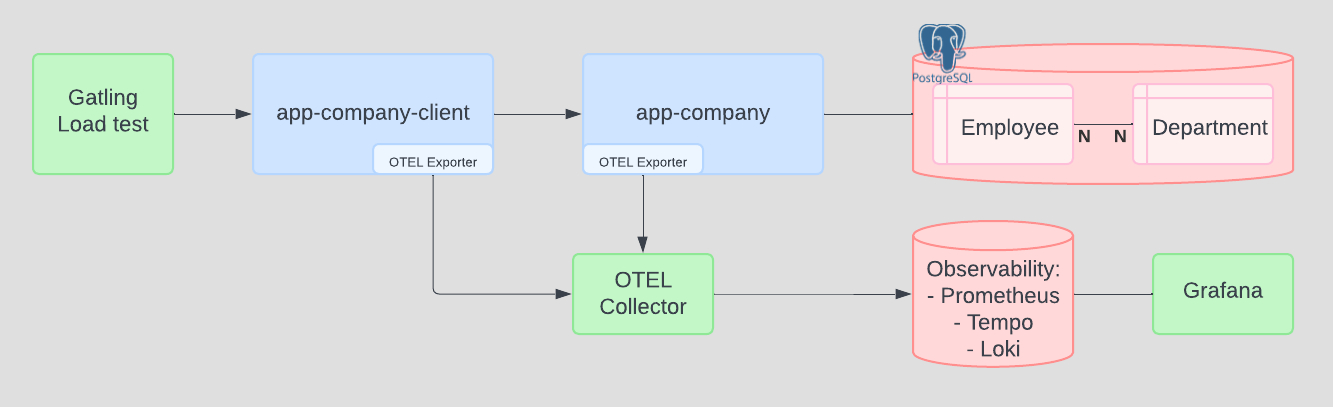 Gatling
Load test
app-company-client
OTEL Exporter
app-company
OTEL Exporter
PostgreSQL
Employee
N
N
Department
OTEL
Collector
Observability:
- Prometheus
- Tempo
- Loki
Grafana